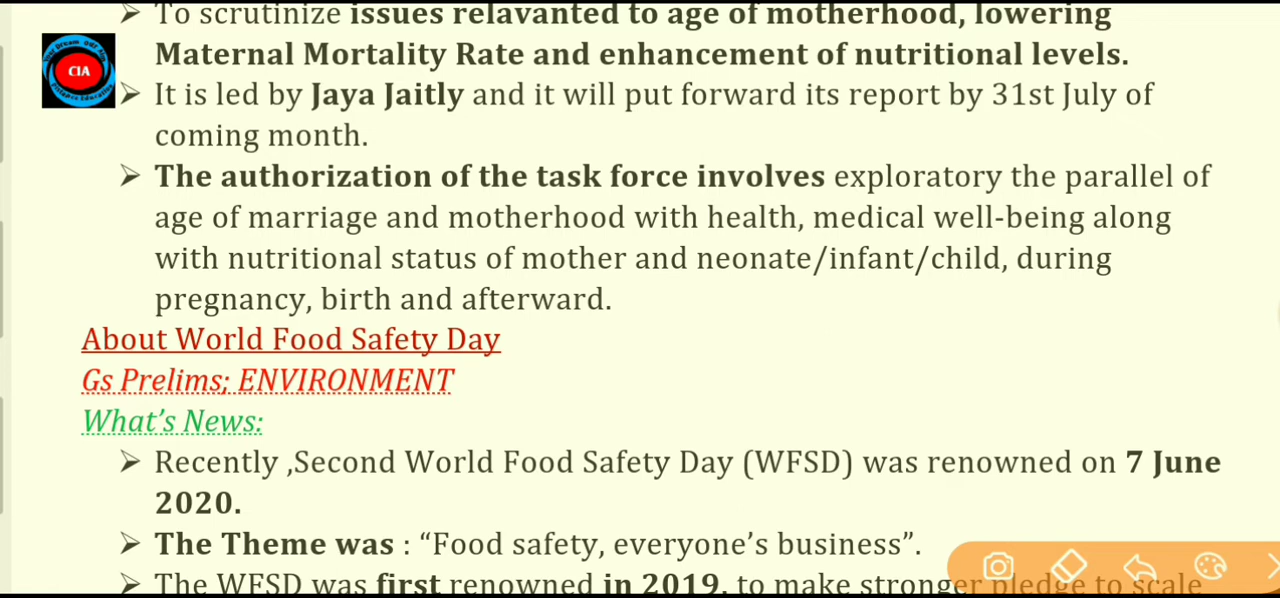 To scrutinize issues relavanted to age of motherhood, lowering
Maternal Mortality Rate and enhancement of nutritional levels.
CIA
It is led by Jaya Jaitly and it will put forward its report by 31st July of
coming month.
The authorization of the task force involves exploratory the parallel of
age of marriage and motherhood with health, medical well-being along
with nutritional status of mother and neonate/infant/child, during
pregnancy, birth and afterward.
About World Food Safety Day
Gs Prelims; ENVIRONMENT
What's News:
Recently ,Second World Food Safety Day (WFSD) was renowned on 7 June
2020.
The Theme was : “Food safety, everyone's business”.
The WFSD was first renowned in 2019, to make stronger pledge to scale